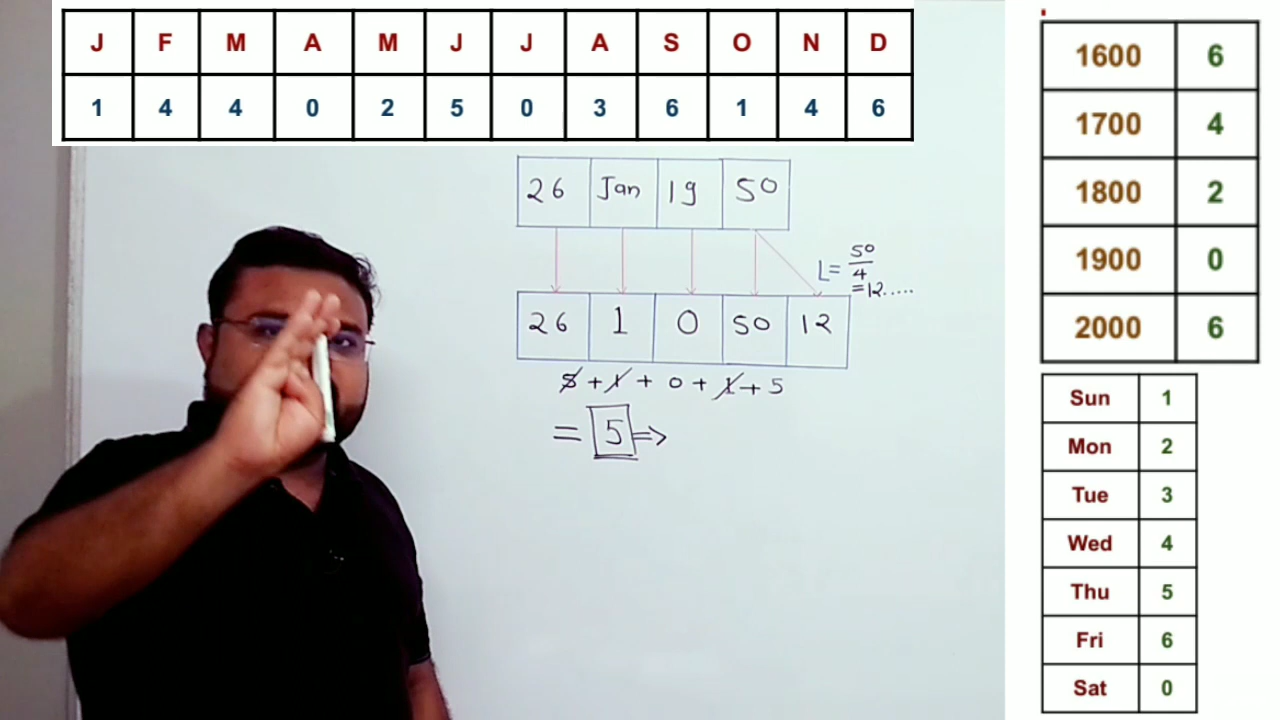 J F M A M J J A S O N D
1 4 4 0 2 5 0 3 6 1 4 6
26 Jan 19 50
L = 50/4
= 12.....
26 1 0 50 12
5 + 1 + 0 + 1 + 5
= 5 ⇒
1600 6
1700 4
1800 2
1900 0
2000 6
Sun 1
Mon 2
Tue 3
Wed 4
Thu 5
Fri 6
Sat 0